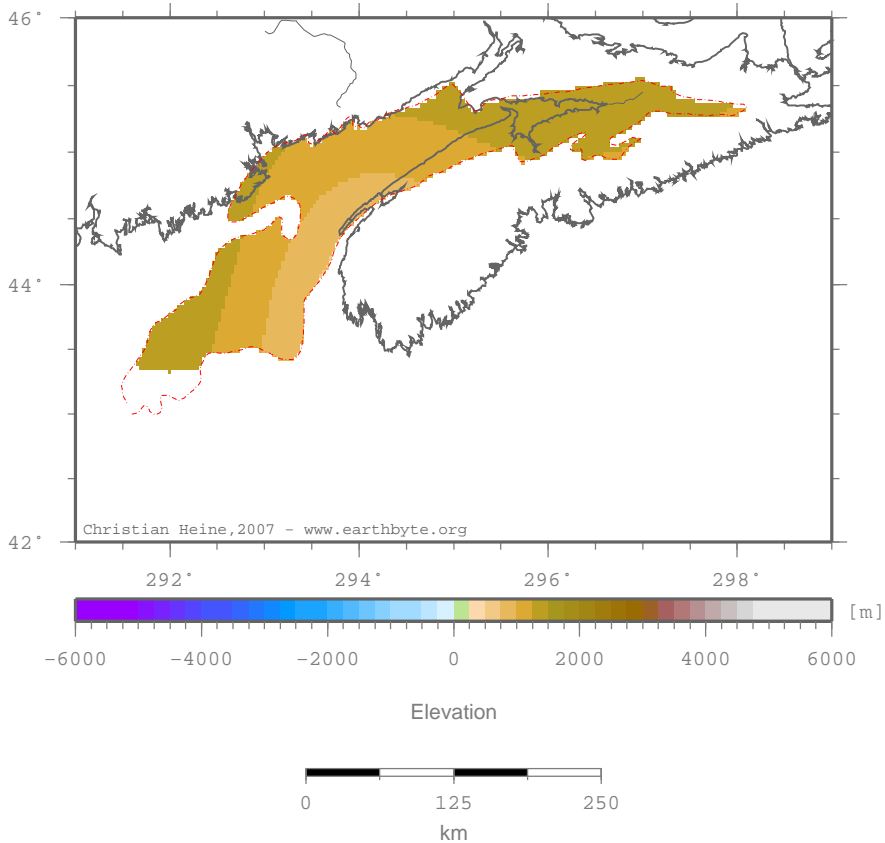 46°
44°
42°
Christian Heine,2007 - www.earthbyte.org
292° 294° 296° 298°
[m]
-6000 -4000 -2000 0 2000 4000 6000
Elevation
0 125 250
km